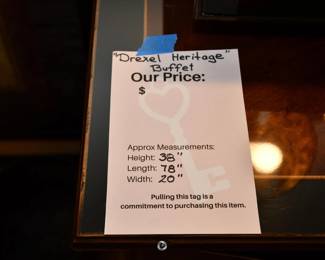 "Drexel Heritage"
Buffet
Our Price:
$
Approx Measurements:
Height: 38"
Length: 78"
Width: 20"
Pulling this tag is a
commitment to purchasing this item.